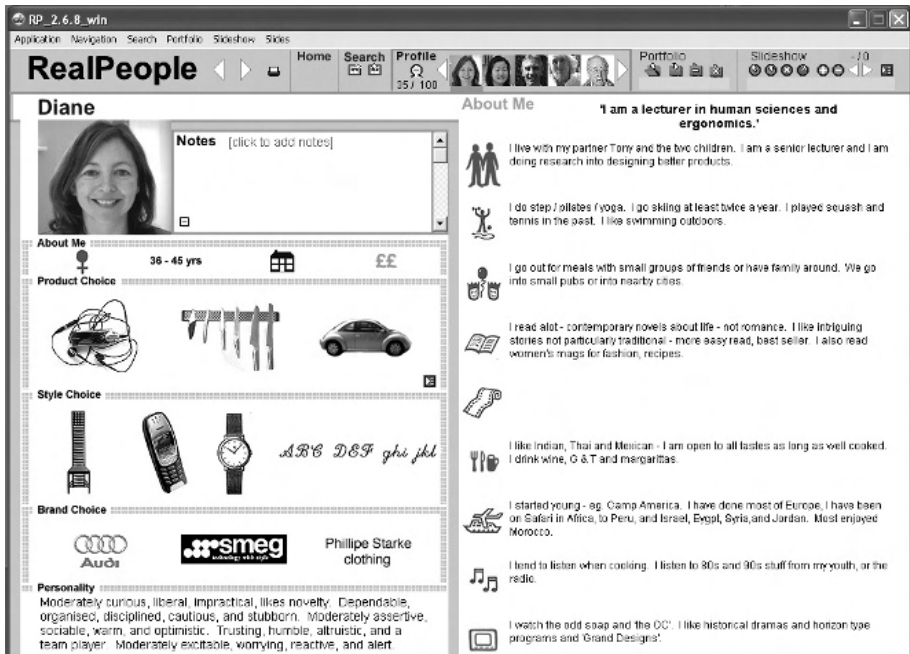 RP_2.6.8_win
Application Navigation Search Portfolio Slideshow Slides
RealPeople
Home
Search
Profile
35 / 100
Portfolio
Slideshow
- / 0
Diane
Notes [click to add notes]
About Me
36 - 45 yrs
££
Product Choice
Style Choice
ABC DEF ghi jkl
Brand Choice
Audi
smeg
technology with style
Phillipe Starke
clothing
Personality
Moderately curious, liberal, impractical, likes novelty. Dependable,
organised, disciplined, cautious, and stubborn. Moderately assertive,
sociable, warm, and optimistic. Trusting, humble, altruistic, and a
team player. Moderately excitable, worrying, reactive, and alert.
About Me
'I am a lecturer in human sciences and
ergonomics.'
I live with my partner Tony and the two children. I am a senior lecturer and I am
doing research into designing better products.
I do step / pilates / yoga. I go skiing at least twice a year. I played squash and
tennis in the past. I like swimming outdoors.
I go out for meals with small groups of friends or have family around. We go
into small pubs or into nearby cities.
I read alot - contemporary novels about life - not romance. I like intriguing
stories not particularly traditional - more easy read, best seller. I also read
women's mags for fashion, recipes.
I like Indian, Thai and Mexican - I am open to all tastes as long as well cooked.
I drink wine, G & T and margarittas.
I started young - eg. Camp America. I have done most of Europe, I have been
on Safari in Africa, to Peru, and Israel, Eygpt, Syria, and Jordan. Most enjoyed
Morocco.
I tend to listen when cooking. I listen to 80s and 90s stuff from my youth, or the
radio.
I watch the odd soap and 'the OC'. I like historical dramas and horizon type
programs and 'Grand Designs'.